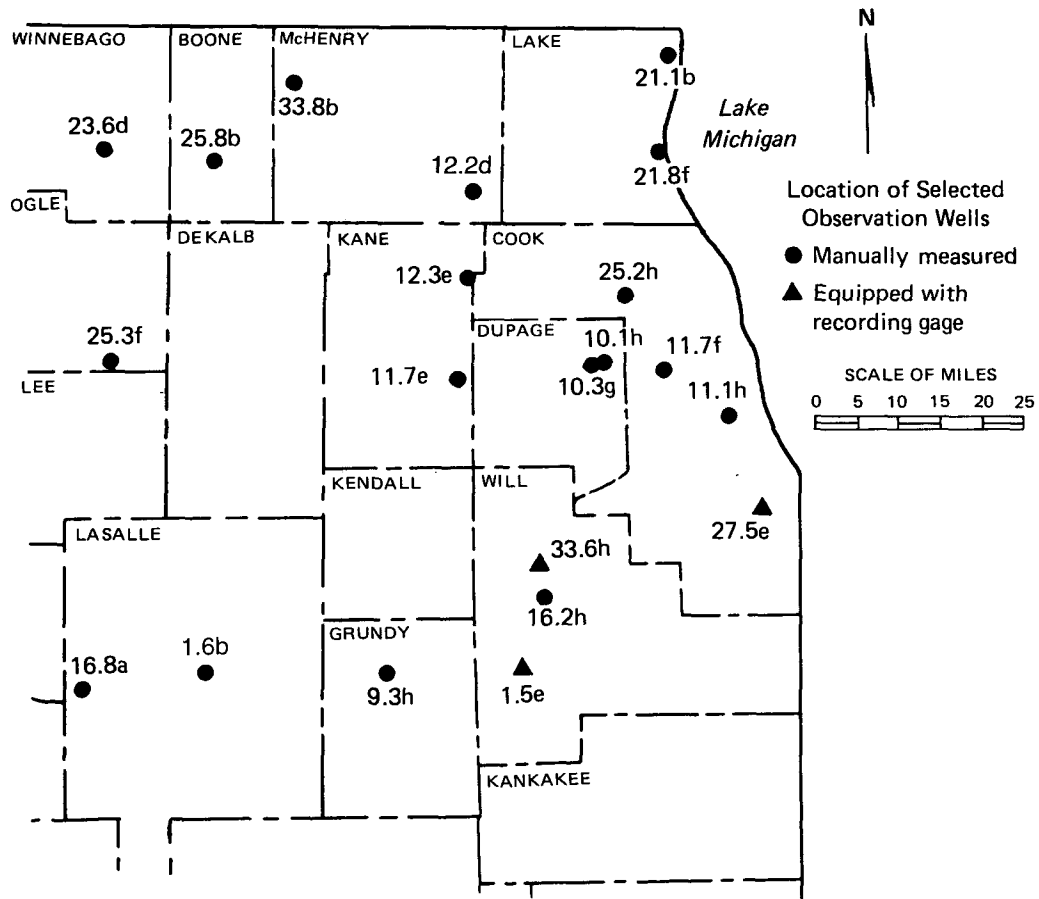 N
WINNEBAGO
BOONE
McHENRY
LAKE
21.1b
33.8b
Lake
Michigan
23.6d
25.8b
12.2d
21.8f
OGLE
Location of Selected
Observation Wells
Manually measured
Equipped with
recording gage
DEKALB
KANE
COOK
12.3e
25.2h
DUPAGE
10.1h
11.7f
25.3f
LEE
11.7e
10.3g
11.1h
SCALE OF MILES
0 5 10 15 20 25
KENDALL
WILL
LASALLE
27.5e
33.6h
16.2h
GRUNDY
16.8a
1.6b
9.3h
1.5e
KANKAKEE